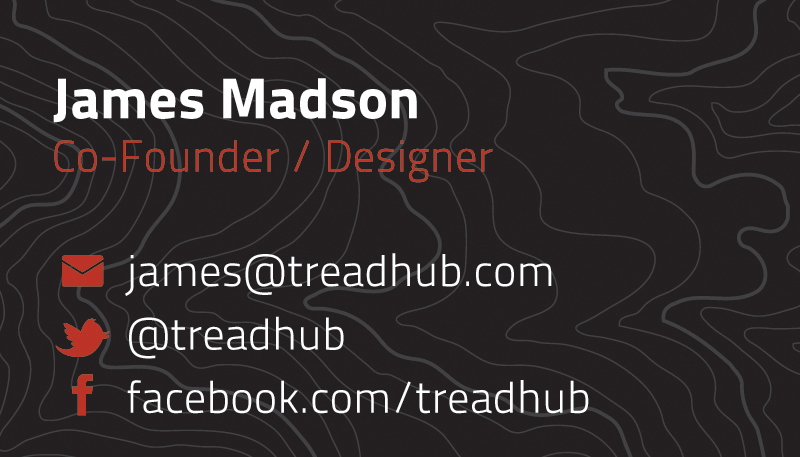 James Madson
Co-Founder / Designer
james@treadhub.com
@treadhub
facebook.com/treadhub